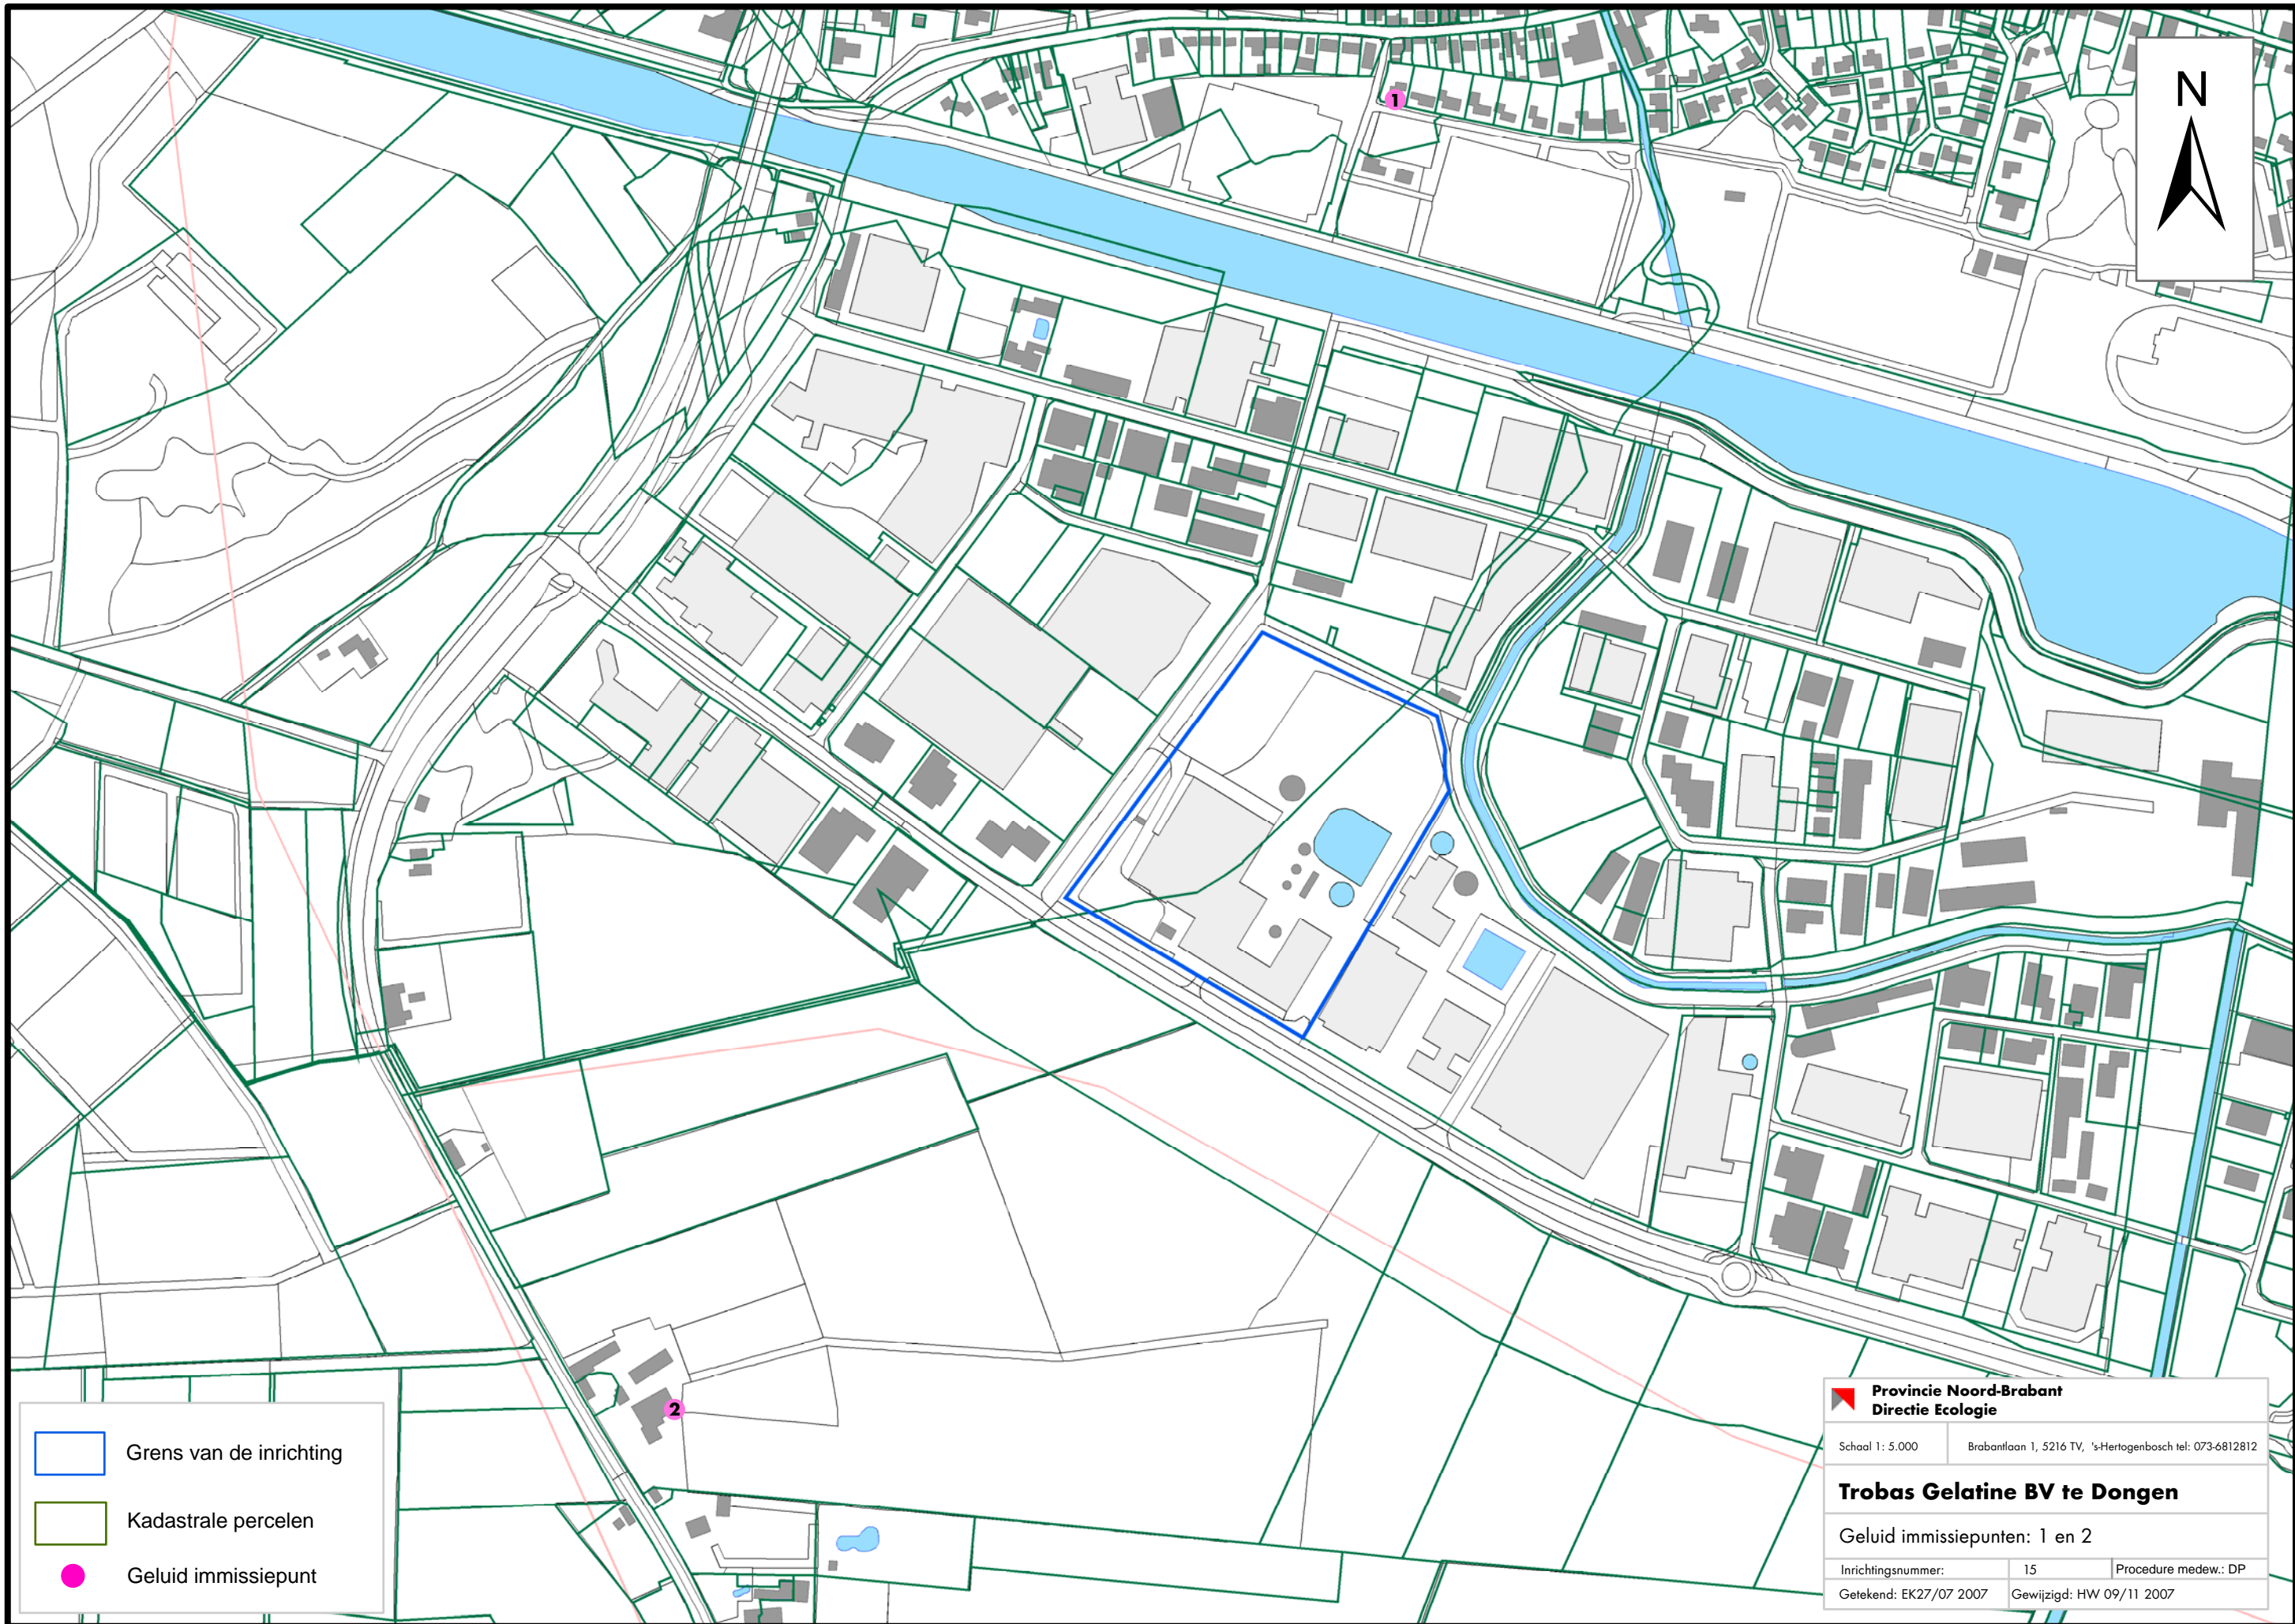 1
N
2
Grens van de inrichting
Kadastrale percelen
Geluid immissiepunt
Provincie Noord-Brabant
Directie Ecologie
Schaal 1: 5.000
Brabantlaan 1, 5216 TV, 's-Hertogenbosch tel: 073-6812812
Trobas Gelatine BV te Dongen
Geluid immissiepunten: 1 en 2
Inrichtingsnummer: 15 Procedure medew.: DP
Getekend: EK27/07 2007 Gewijzigd: HW 09/11 2007